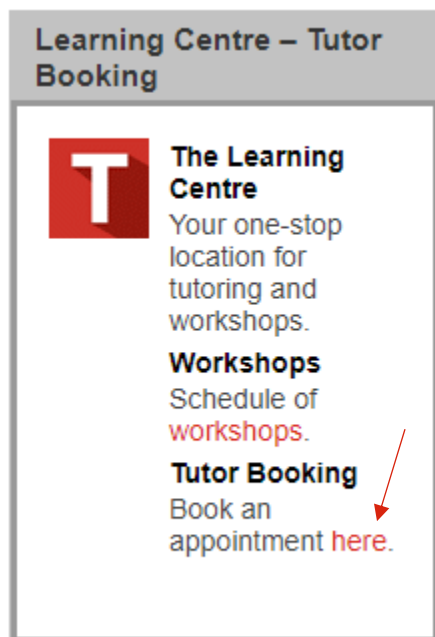 Learning Centre – Tutor
Booking
T
The Learning
Centre
Your one-stop
location for
tutoring and
workshops.
Workshops
Schedule of
workshops.
Tutor Booking
Book an
appointment here.